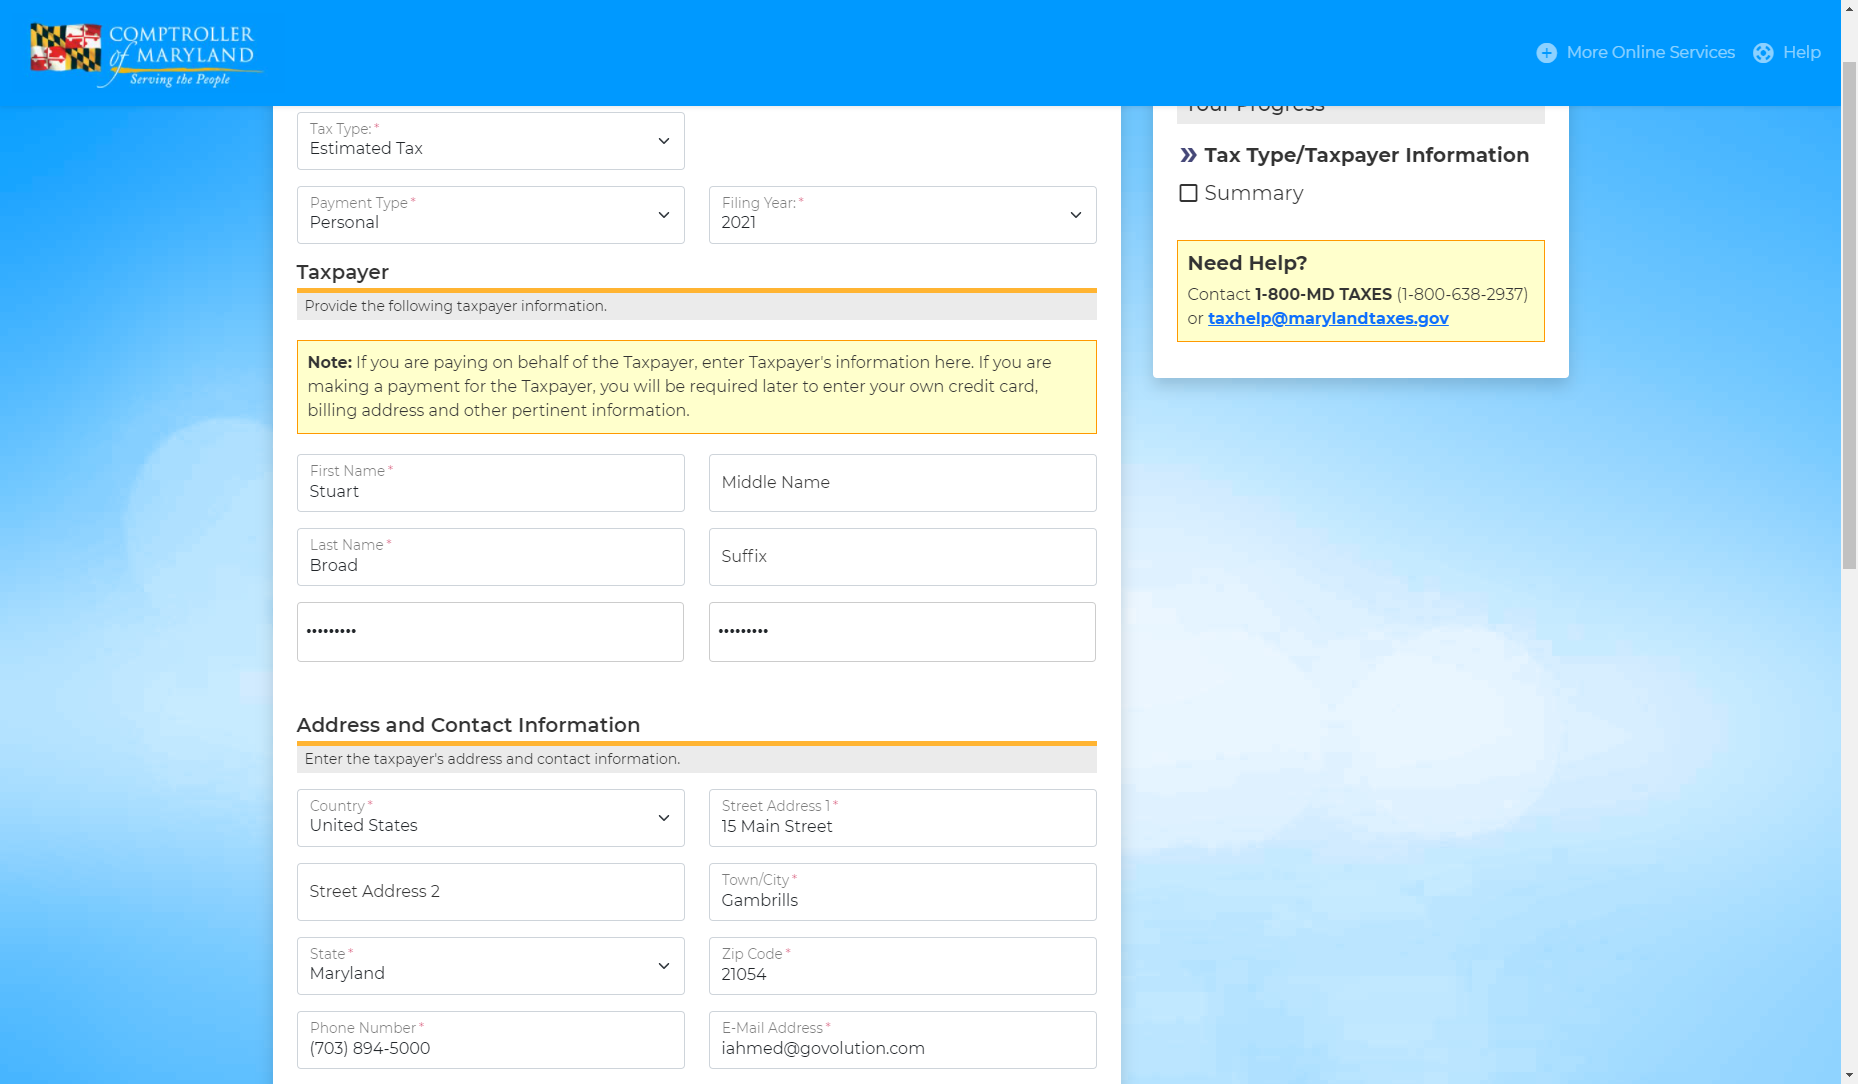 COMPTROLLER
of MARYLAND
Serving the People
More Online Services
Help
Tax Type:*
Estimated Tax
Payment Type*
Personal
Filing Year:*
2021
Taxpayer
Provide the following taxpayer information.
Note: If you are paying on behalf of the Taxpayer, enter Taxpayer's information here. If you are
making a payment for the Taxpayer, you will be required later to enter your own credit card,
billing address and other pertinent information.
First Name*
Stuart
Middle Name
Last Name*
Broad
Suffix
•••••••••
•••••••••
Address and Contact Information
Enter the taxpayer's address and contact information.
Country*
United States
Street Address 1*
15 Main Street
Street Address 2
Town/City*
Gambrills
State*
Maryland
Zip Code*
21054
Phone Number*
(703) 894-5000
E-Mail Address*
iahmed@govolution.com
Your Progress
» Tax Type/Taxpayer Information
Summary
Need Help?
Contact 1-800-MD TAXES (1-800-638-2937)
or taxhelp@marylandtaxes.gov